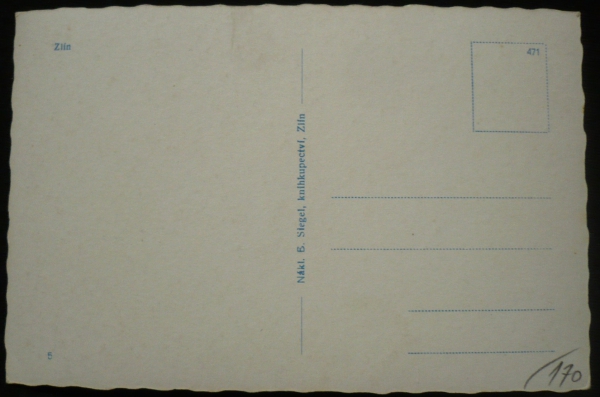 Zlín
471
Nákl. E. Siegel, knihkupectví, Zlín
5
170